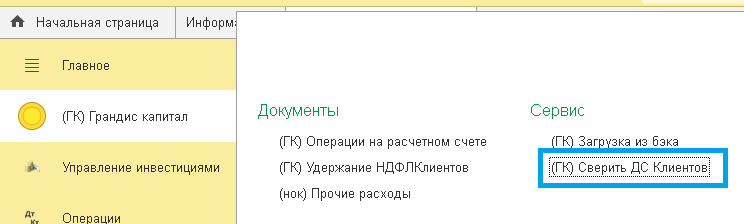 Начальная страница
Информа
Главное
(ГК) Грандис капитал
Управление инвестициями
Дт Кт Операции
Документы
(ГК) Операции на расчетном счете
(ГК) Удержание НДФЛКлиентов
(нок) Прочие расходы
Сервис
(ГК) Загрузка из бэка
(ГК) Сверить ДС Клиентов